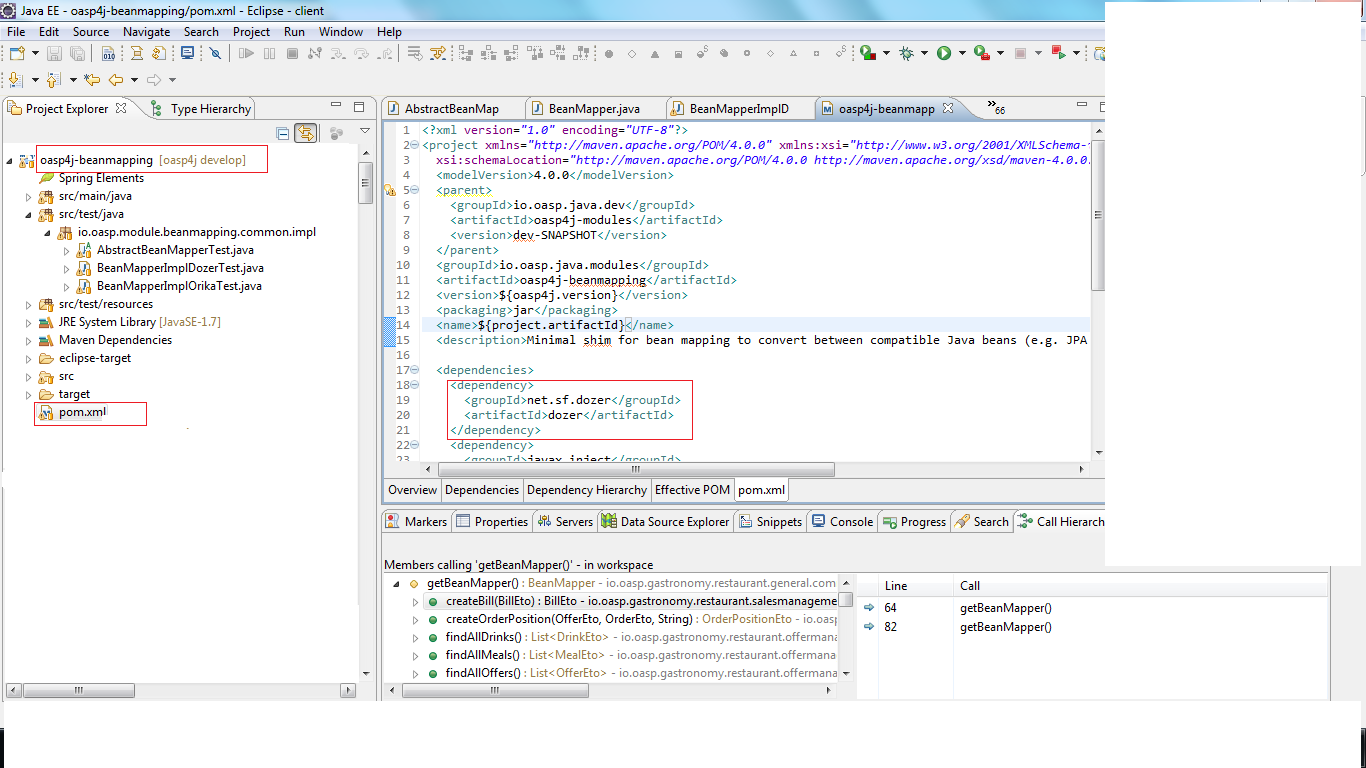 Java EE - oasp4j-beanmapping/pom.xml - Eclipse - client
File Edit Source Navigate Search Project Run Window Help
Project Explorer Type Hierarchy
oasp4j-beanmapping [oasp4j develop]
Spring Elements
src/main/java
src/test/java
io.oasp.module.beanmapping.common.impl
AbstractBeanMapperTest.java
BeanMapperImplDozerTest.java
BeanMapperImplOrikaTest.java
src/test/resources
JRE System Library [JavaSE-1.7]
Maven Dependencies
eclipse-target
src
target
pom.xml
AbstractBeanMap BeanMapper.java BeanMapperImplD oasp4j-beanmapp »66
1 <?xml version="1.0" encoding="UTF-8"?>
2 <project xmlns="http://maven.apache.org/POM/4.0.0" xmlns:xsi="http://www.w3.org/2001/XMLSchema-
3 xsi:schemaLocation="http://maven.apache.org/POM/4.0.0 http://maven.apache.org/xsd/maven-4.0.0.
4 <modelVersion>4.0.0</modelVersion>
5 <parent>
6 <groupId>io.oasp.java.dev</groupId>
7 <artifactId>oasp4j-modules</artifactId>
8 <version>dev-SNAPSHOT</version>
9 </parent>
10 <groupId>io.oasp.java.modules</groupId>
11 <artifactId>oasp4j-beanmapping</artifactId>
12 <version>${oasp4j.version}</version>
13 <packaging>jar</packaging>
14 <name>${project.artifactId}</name>
15 <description>Minimal shim for bean mapping to convert between compatible Java beans (e.g. JPA
16
17 <dependencies>
18 <dependency>
19 <groupId>net.sf.dozer</groupId>
20 <artifactId>dozer</artifactId>
21 </dependency>
22 <dependency>
23 <groupId>javax.inject</groupId>
Overview Dependencies Dependency Hierarchy Effective POM pom.xml
Markers Properties Servers Data Source Explorer Snippets Console Progress Search Call Hierarch
Members calling 'getBeanMapper()' - in workspace
getBeanMapper() : BeanMapper - io.oasp.gastronomy.restaurant.general.com
createBill(BillEto) : BillEto - io.oasp.gastronomy.restaurant.salesmanageme
createOrderPosition(OfferEto, OrderEto, String) : OrderPositionEto - io.oasp
findAllDrinks() : List<DrinkEto> - io.oasp.gastronomy.restaurant.offermana
findAllMeals() : List<MealEto> - io.oasp.gastronomy.restaurant.offermana
findAllOffers() : List<OfferEto> - io.oasp.gastronomy.restaurant.offermana
Line Call
64 getBeanMapper()
82 getBeanMapper()